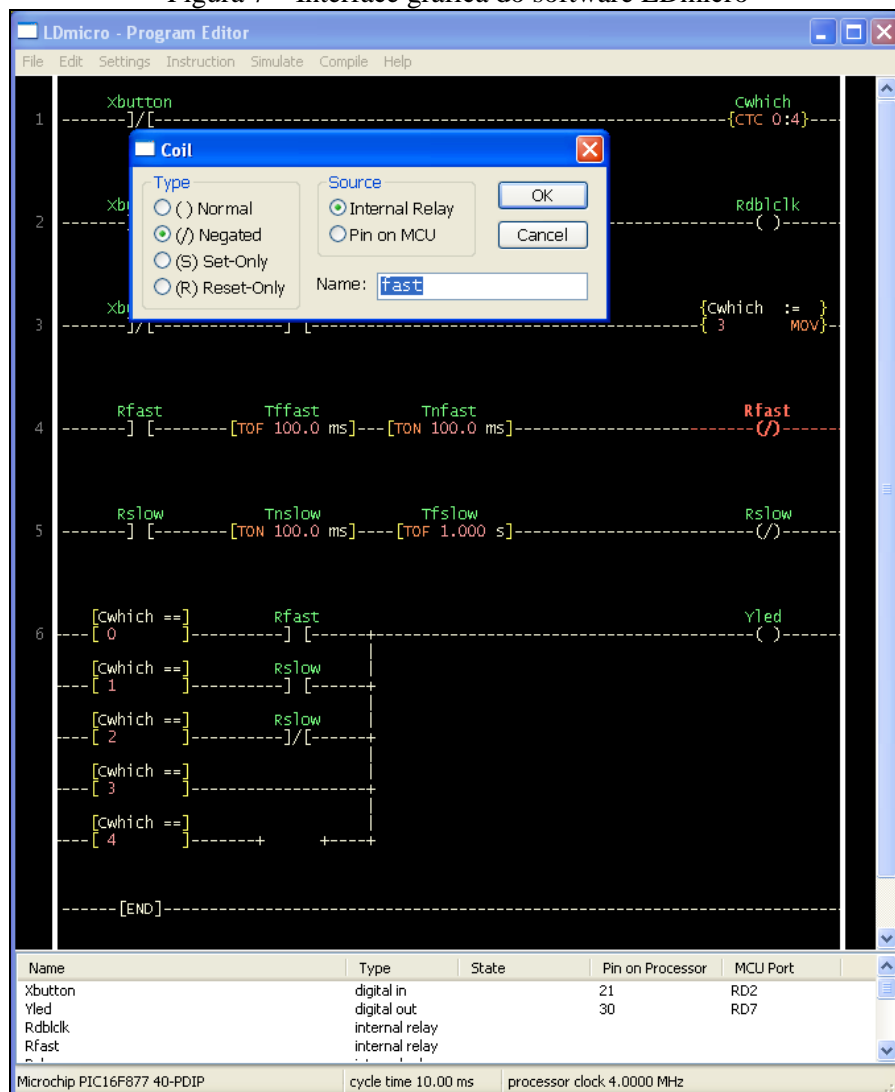 Figura 7 – Interface gráfica do software LDmicro
LDmicro - Program Editor
File Edit Settings Instruction Simulate Compile Help
Xbutton Cwhich
1 -------]/[------{CTC 0:4}----
Coil
Type
( ) Normal
(/) Negated
(S) Set-Only
(R) Reset-Only
Source
Internal Relay
Pin on MCU
Name: fast
OK
Cancel
Rdblclk
2 ------( )------
{Cwhich := }
3 -------]/[------] [------{ 3 MOV}-
Rfast Tffast Tnfast Rfast
4 -------] [--------[TOF 100.0 ms]---[TON 100.0 ms]------(/)------
Rslow Tnslow Tfslow Rslow
5 -------] [--------[TON 100.0 ms]----[TOF 1.000 s]------(/)------
[Cwhich ==] Rfast Yled
6 ----[ 0 ]----------] [------+------( )------
[Cwhich ==] Rslow
----[ 1 ]----------] [------+
[Cwhich ==] Rslow
----[ 2 ]----------]/[------+
[Cwhich ==]
----[ 3 ]--------------------+
[Cwhich ==]
----[ 4 ]-------+ +----+
------[END]------
Name Type State Pin on Processor MCU Port
Xbutton digital in 21 RD2
Yled digital out 30 RD7
Rdblclk internal relay
Rfast internal relay
Microchip PIC16F877 40-PDIP cycle time 10.00 ms processor clock 4.0000 MHz